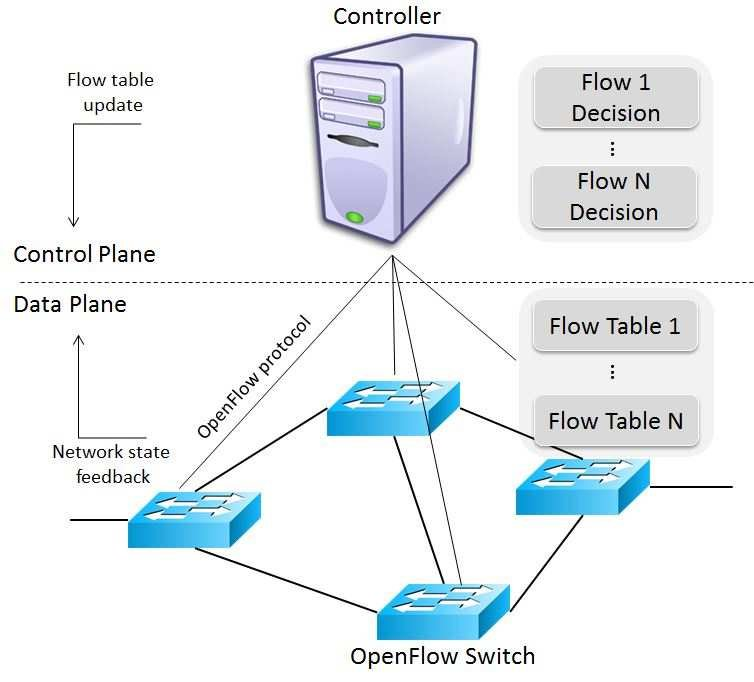 Controller
Flow table
update
Flow 1
Decision
Flow N
Decision
Control Plane
Data Plane
OpenFlow protocol
Flow Table 1
Flow Table N
Network state
feedback
OpenFlow Switch